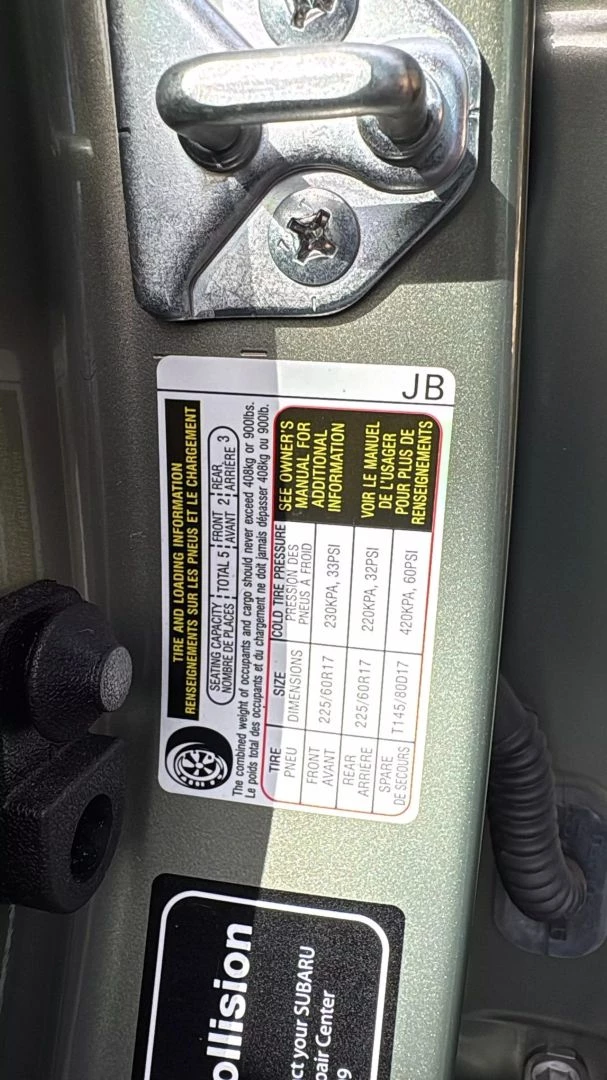 JB
TIRE AND LOADING INFORMATION
RENSEIGNEMENTS SUR LES PNEUS ET LE CHARGEMENT
SEATING CAPACITY TOTAL 5 FRONT 2 REAR 3
NOMBRE DE PLACES AVANT ARRIÈRE
The combined weight of occupants and cargo should never exceed 408kg or 900lbs.
Le poids total des occupants et du chargement ne doit jamais dépasser 408kg ou 900lb.
TIRE SIZE COLD TIRE PRESSURE
PNEU DIMENSIONS PRESSION DES
PNEUS A FROID
FRONT 225/60R17 230KPA, 33PSI
AVANT
REAR 225/60R17 220KPA, 32PSI
ARRIÈRE
SPARE T145/80D17 420KPA, 60PSI
DE SECOURS
SEE OWNER'S
MANUAL FOR
ADDITIONAL
INFORMATION
VOIR LE MANUEL
DE L'USAGER
POUR PLUS DE
RENSEIGNEMENTS
ollision
ct your SUBARU
pair Center
9